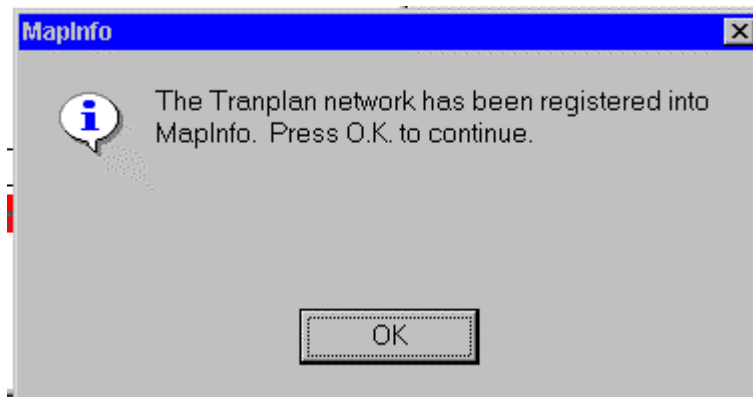 MapInfo
The Tranplan network has been registered into
MapInfo. Press O.K. to continue.
OK